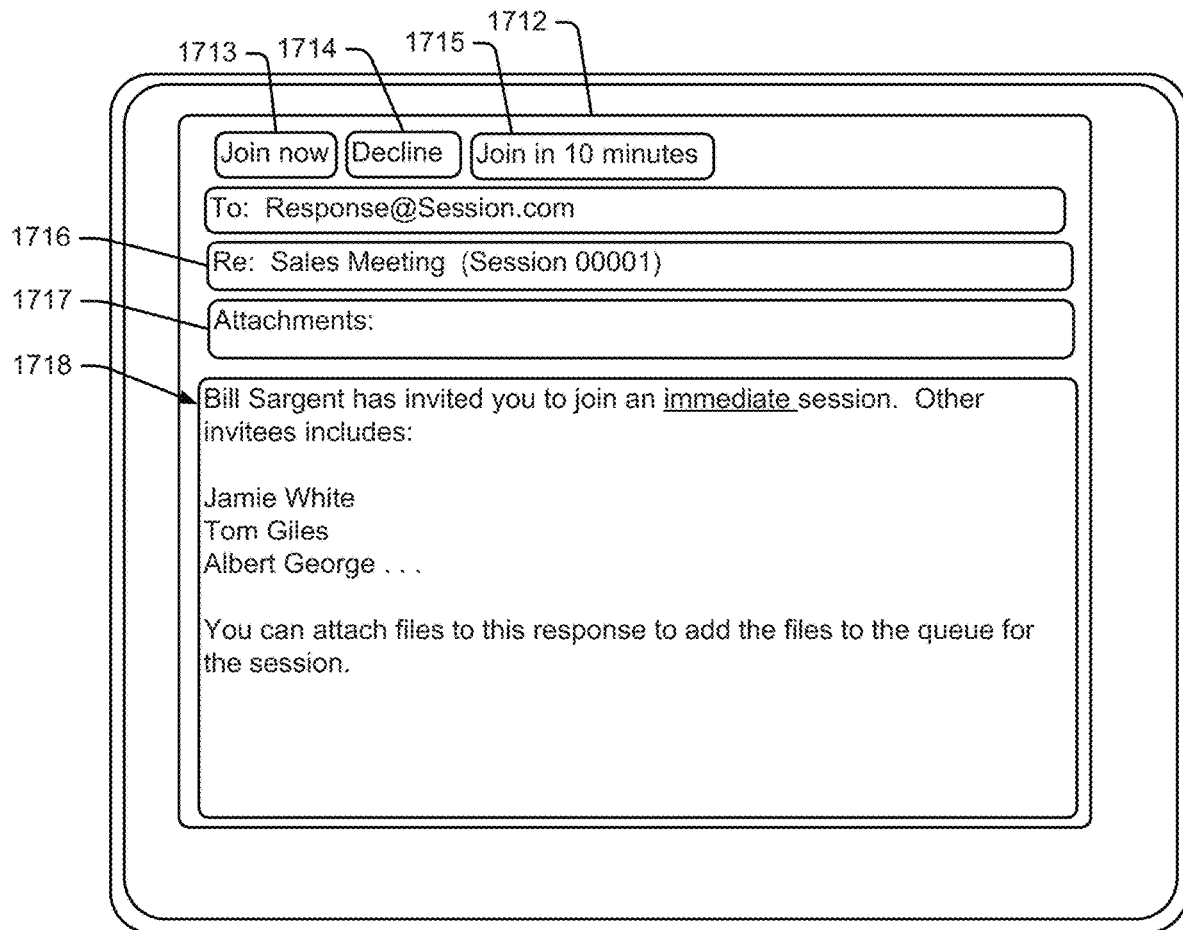 1712
1713
1714
1715
Join now
Decline
Join in 10 minutes
To: Response@Session.com
1716
Re: Sales Meeting (Session 00001)
1717
Attachments:
1718
Bill Sargent has invited you to join an immediate session. Other
invitees includes:
Jamie White
Tom Giles
Albert George . . .
You can attach files to this response to add the files to the queue for
the session.